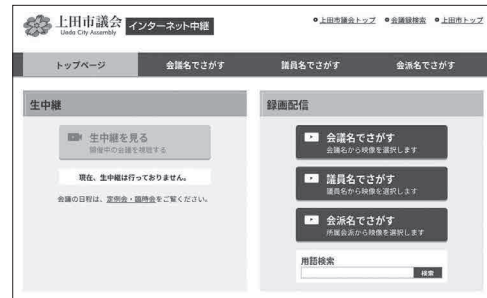 上田市議会 インターネット中継
Ueda City Assembly
上田市議会トップ 会議録検索 上田市トップ
トップページ 会議名でさがす 議員名でさがす 会派名でさがす
生中継
生中継を見る
開催中の会議を視聴する
現在、生中継は行っておりません。
会議の日程は、定例会・臨時会をご覧ください。
録画配信
会議名でさがす
会議名から映像を選択します
議員名でさがす
議員名から映像を選択します
会派名でさがす
所属会派から映像を選択します
用語検索
検索